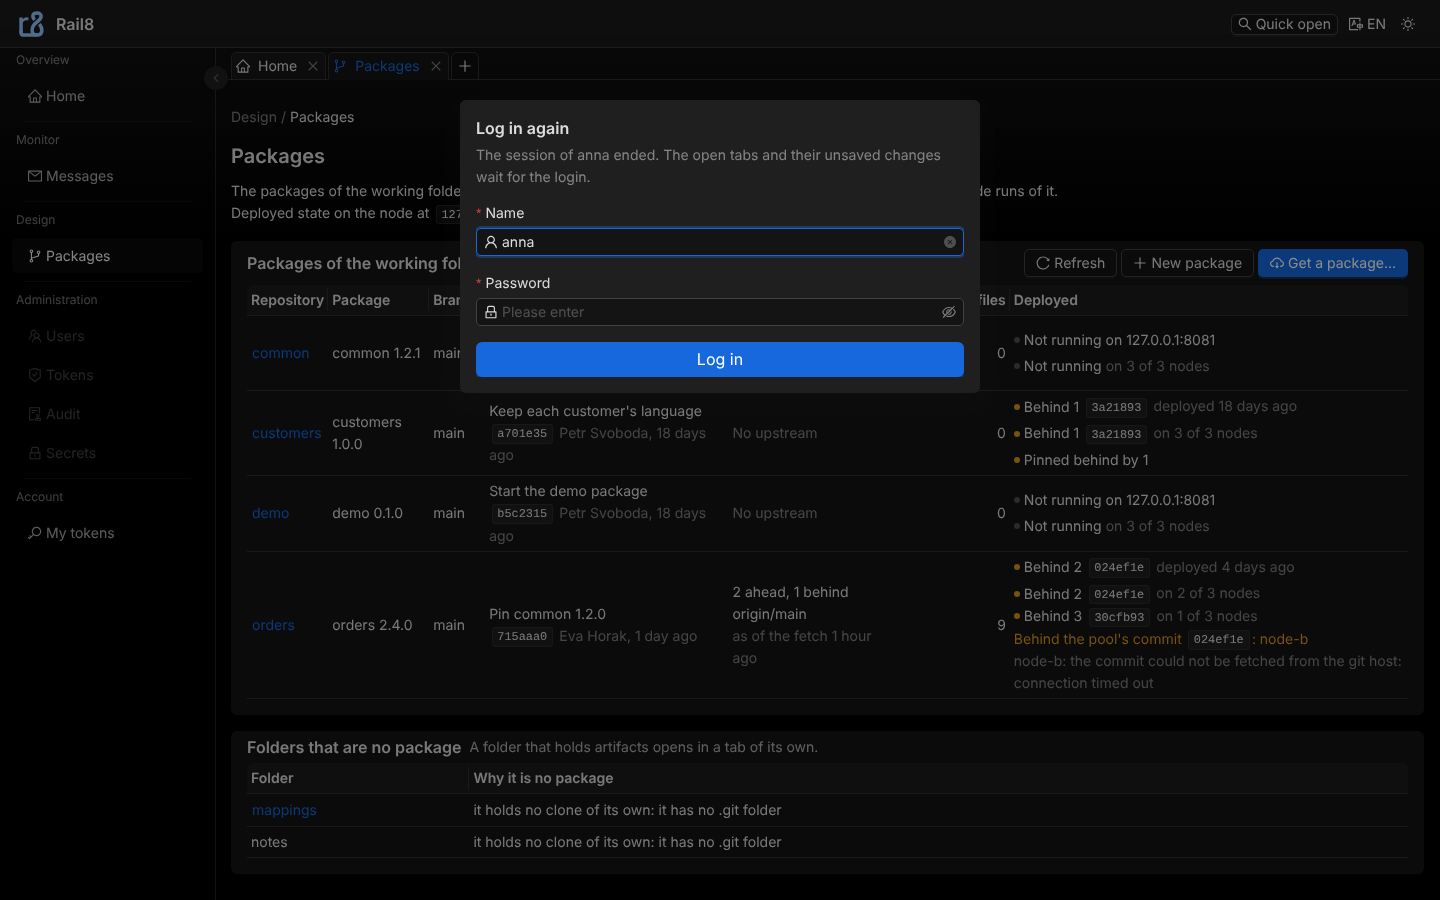 Rail8
Quick open
EN
Overview
Home
Monitor
Messages
Design
Packages
Administration
Users
Tokens
Audit
Secrets
Account
My tokens
Home
Packages
Design / Packages
Packages
The packages of the working folde
de runs of it.
Deployed state on the node at 127
Log in again
The session of anna ended. The open tabs and their unsaved changes
wait for the login.
* Name
anna
* Password
Please enter
Log in
Packages of the working fol
Refresh
New package
Get a package...
Repository Package Bran files Deployed
common common 1.2.1 main 0
Not running on 127.0.0.1:8081
Not running on 3 of 3 nodes
customers customers 1.0.0 main
Keep each customer's language
a701e35 Petr Svoboda, 18 days
ago
No upstream
0
Behind 1 3a21893 deployed 18 days ago
Behind 1 3a21893 on 3 of 3 nodes
Pinned behind by 1
demo demo 0.1.0 main
Start the demo package
b5c2315 Petr Svoboda, 18 days
ago
No upstream
0
Not running on 127.0.0.1:8081
Not running on 3 of 3 nodes
orders orders 2.4.0 main
Pin common 1.2.0
715aaa0 Eva Horak, 1 day ago
2 ahead, 1 behind
origin/main
as of the fetch 1 hour
ago
9
Behind 2 024ef1e deployed 4 days ago
Behind 2 024ef1e on 2 of 3 nodes
Behind 3 30cfb93 on 1 of 3 nodes
Behind the pool's commit 024ef1e : node-b
node-b: the commit could not be fetched from the git host:
connection timed out
Folders that are no package A folder that holds artifacts opens in a tab of its own.
Folder Why it is no package
mappings it holds no clone of its own: it has no .git folder
notes it holds no clone of its own: it has no .git folder